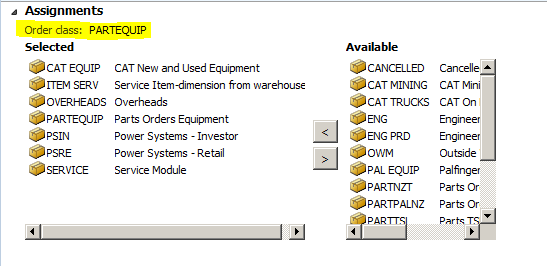 Assignments
Order class: PARTEQUIP
Selected
CAT EQUIP CAT New and Used Equipment
ITEM SERV Service Item-dimension from warehouse
OVERHEADS Overheads
PARTEQUIP Parts Orders Equipment
PSIN Power Systems - Investor
PSRE Power Systems - Retail
SERVICE Service Module
<
>
Available
CANCELLED Cancelle
CAT MINING CAT Mini
CAT TRUCKS CAT On
ENG Engineer
ENG PRD Engineer
OWM Outside
PAL EQUIP Palfinger
PARTNZT Parts Or
PARTPALNZ Parts Or
PARTTSL Parts TS